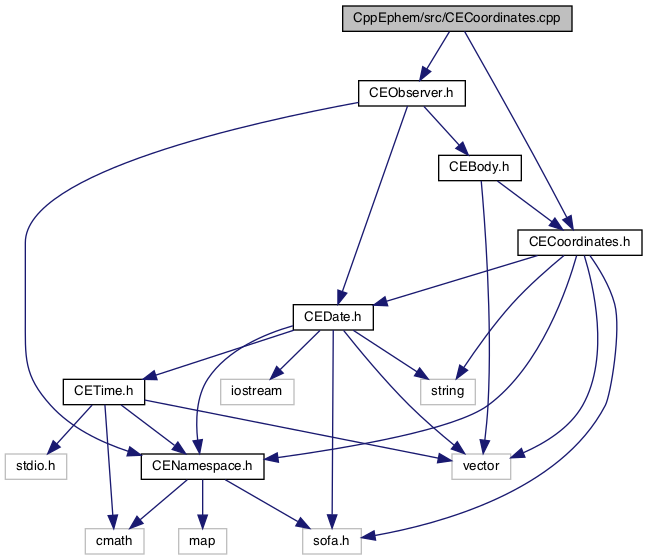 CppEphem/src/CECoordinates.cpp
CEObserver.h
CEBody.h
CECoordinates.h
CEDate.h
CETime.h
iostream
string
stdio.h
CENamespace.h
vector
cmath
map
sofa.h